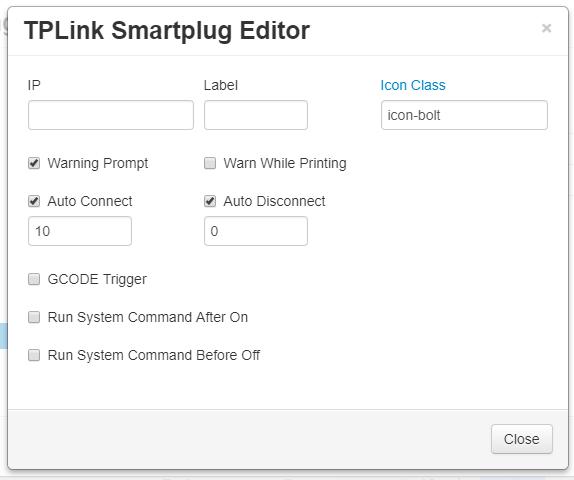 TPLink Smartplug Editor ×
IP Label Icon Class
icon-bolt
Warning Prompt Warn While Printing
Auto Connect Auto Disconnect
10 0
GCODE Trigger
Run System Command After On
Run System Command Before Off
Close